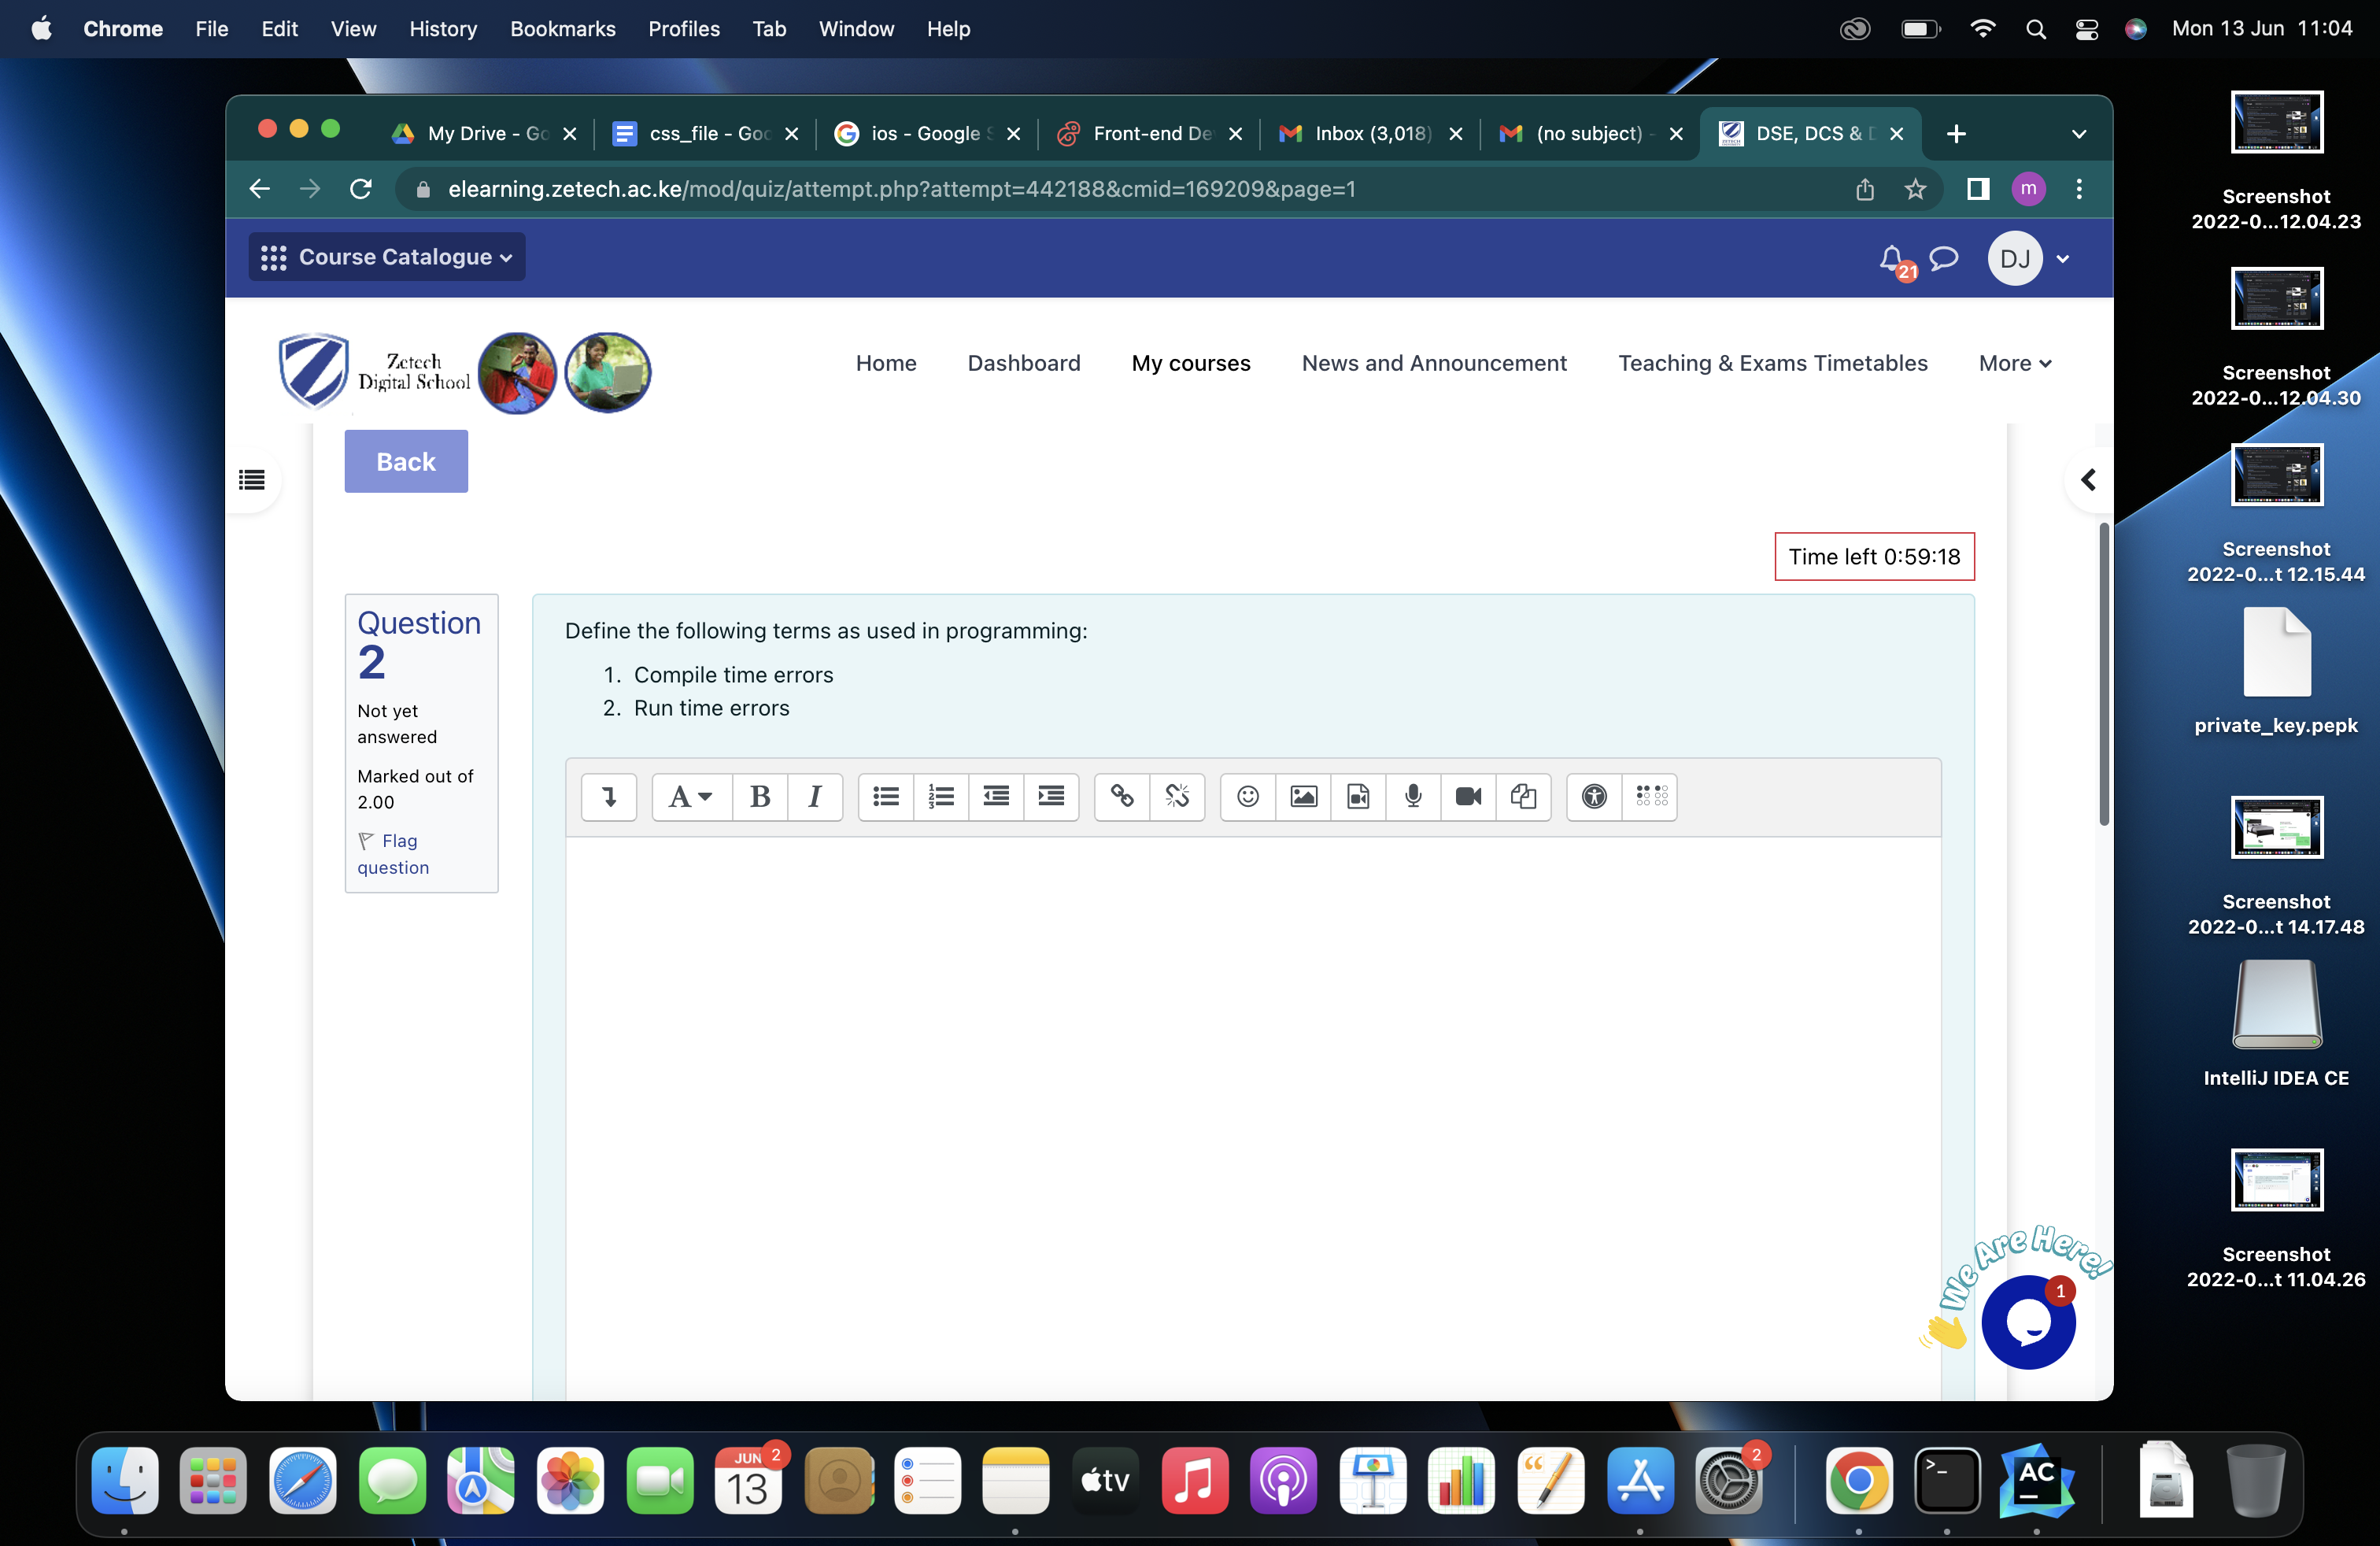 Chrome File Edit View History Bookmarks Profiles Tab Window Help Mon 13 Jun 11:04
My Drive - Go css_file - Goo ios - Google S Front-end De Inbox (3,018) (no subject) - DSE, DCS & D
elearning.zetech.ac.ke/mod/quiz/attempt.php?attempt=442188&cmid=169209&page=1 m
Course Catalogue 21 DJ
Zetech
Digital School
Home Dashboard My courses News and Announcement Teaching & Exams Timetables More
Back
Time left 0:59:18
Question
2
Not yet
answered
Marked out of
2.00
Flag
question
Define the following terms as used in programming:
1. Compile time errors
2. Run time errors
A B I
We Are Here!
1
Screenshot
2022-0...12.04.23
Screenshot
2022-0...12.04.30
Screenshot
2022-0...t 12.15.44
private_key.pepk
Screenshot
2022-0...t 14.17.48
IntelliJ IDEA CE
Screenshot
2022-0...t 11.04.26
JUN
13
2
tv
2
>_
AC